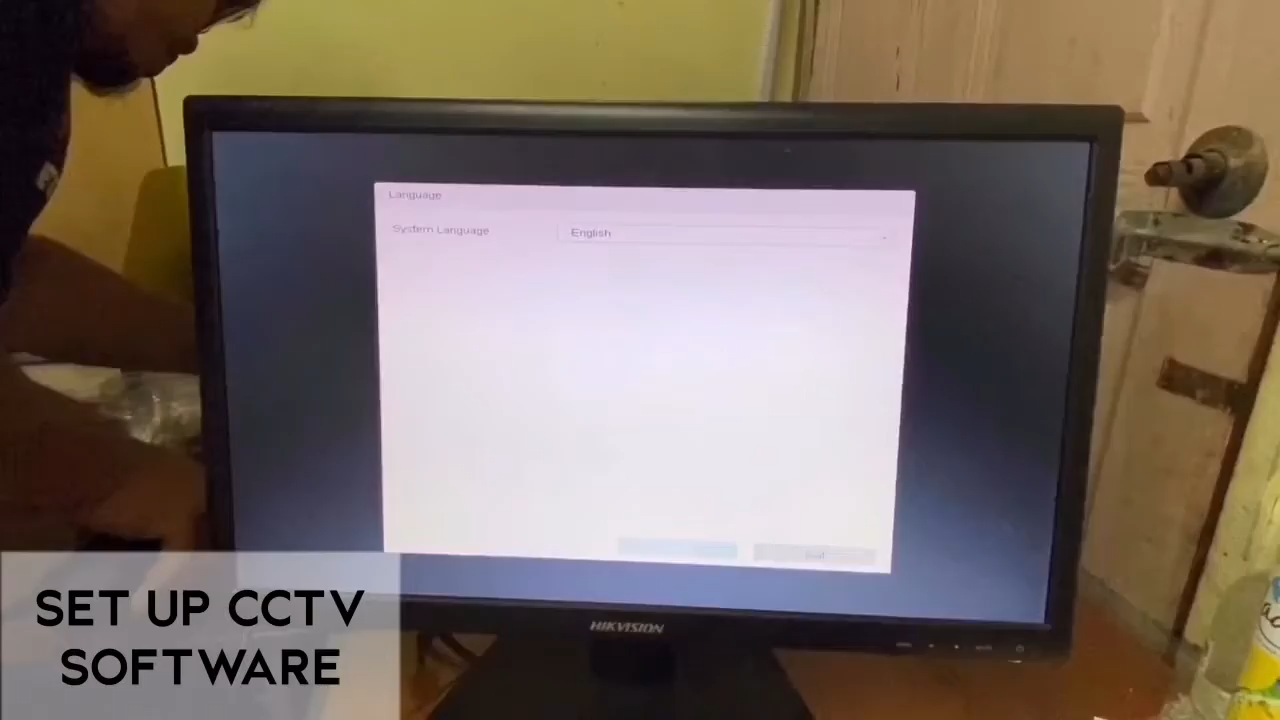 Language
System Language
English
HIKVISION
SET UP CCTV
SOFTWARE